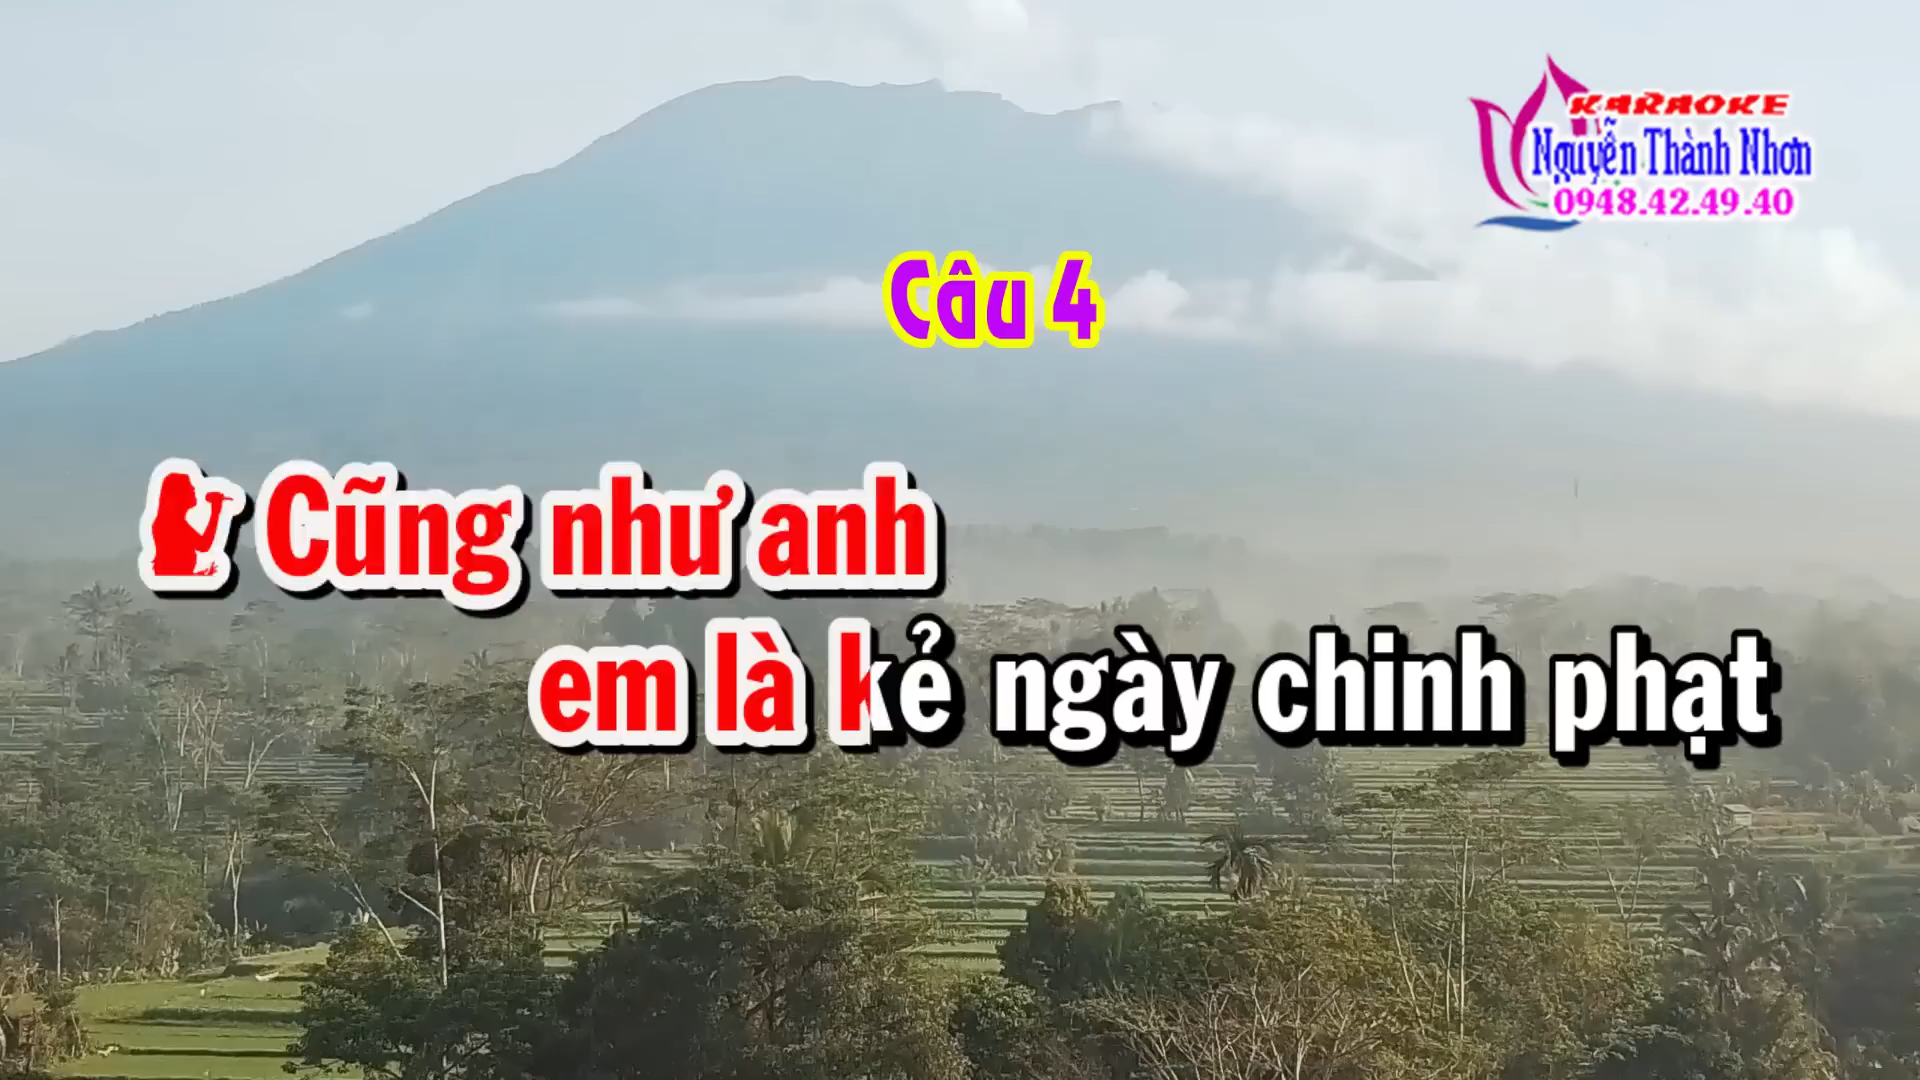 KARAOKE
Nguyễn Thành Nhơn
0948.42.49.40
Câu 4
Cũng như anh
em là kẻ ngày chinh phạt